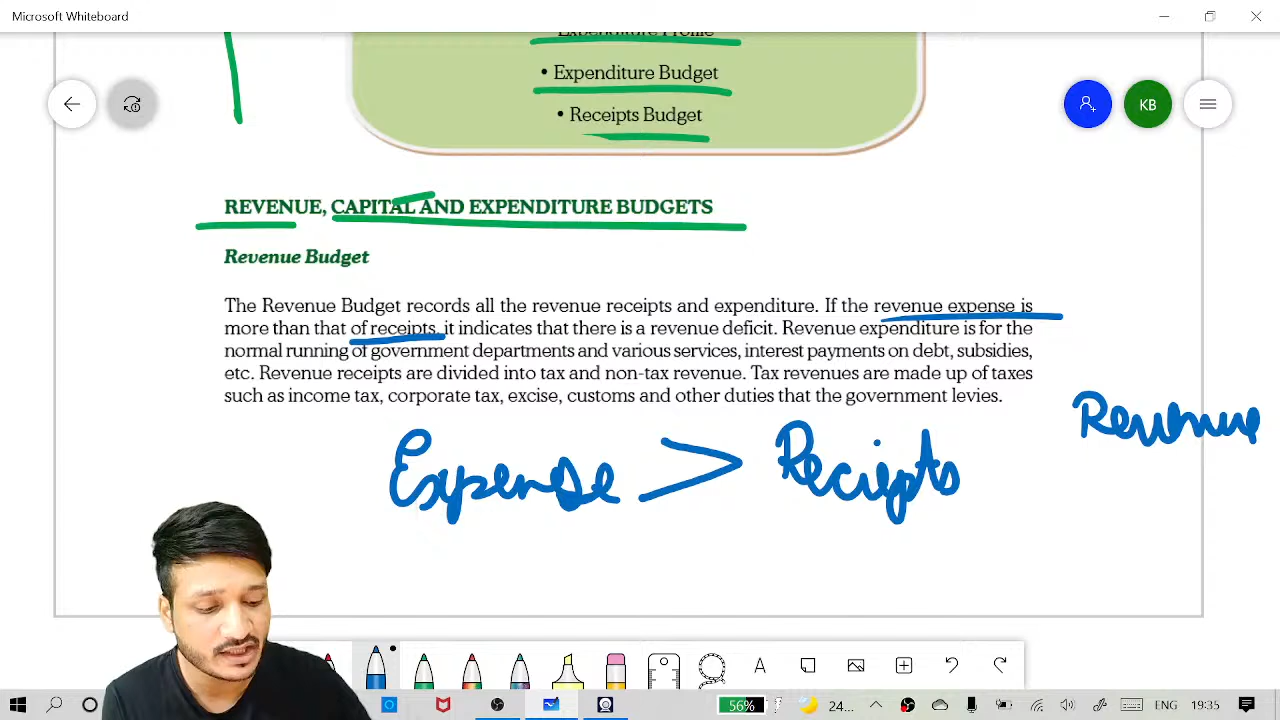 Microsoft Whiteboard
Expenditure Profile
• Expenditure Budget
• Receipts Budget
KB
REVENUE, CAPITAL AND EXPENDITURE BUDGETS
Revenue Budget
The Revenue Budget records all the revenue receipts and expenditure. If the revenue expense is
more than that of receipts, it indicates that there is a revenue deficit. Revenue expenditure is for the
normal running of government departments and various services, interest payments on debt, subsidies,
etc. Revenue receipts are divided into tax and non-tax revenue. Tax revenues are made up of taxes
such as income tax, corporate tax, excise, customs and other duties that the government levies.
Revenue
Expense > Reciepts
A
56%
24...
ENG
19:35